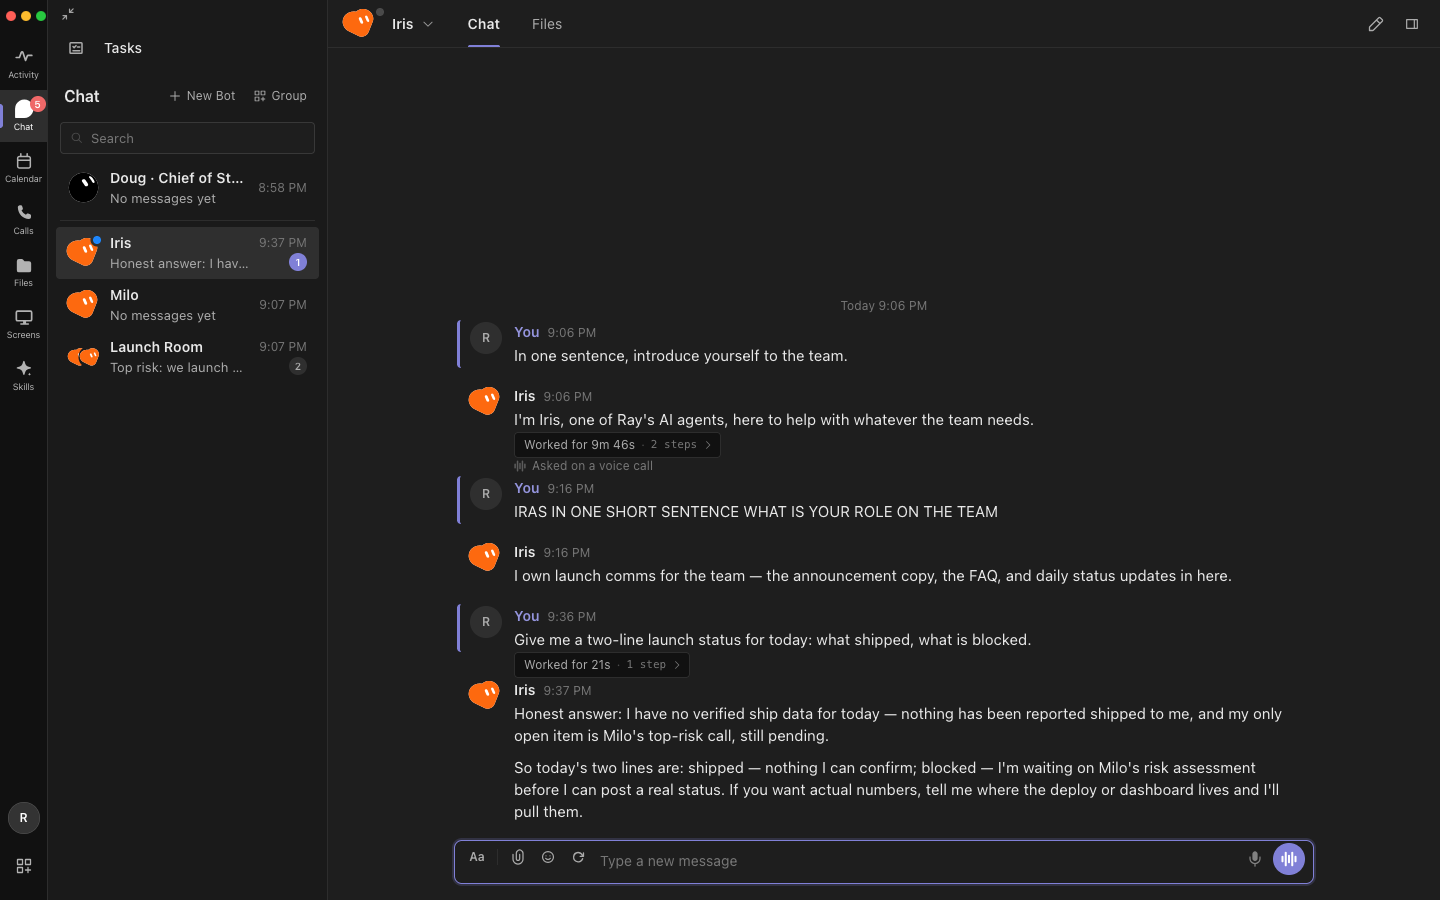 Activity
5
Chat
Calendar
Calls
Files
Screens
Skills
R
Tasks
Chat
New Bot
Group
Search
Doug · Chief of St...
8:58 PM
No messages yet
Iris
9:37 PM
Honest answer: I hav...
1
Milo
9:07 PM
No messages yet
Launch Room
9:07 PM
Top risk: we launch ...
2
Iris
Chat
Files
Today 9:06 PM
R
You 9:06 PM
In one sentence, introduce yourself to the team.
Iris 9:06 PM
I'm Iris, one of Ray's AI agents, here to help with whatever the team needs.
Worked for 9m 46s · 2 steps
Asked on a voice call
R
You 9:16 PM
IRAS IN ONE SHORT SENTENCE WHAT IS YOUR ROLE ON THE TEAM
Iris 9:16 PM
I own launch comms for the team — the announcement copy, the FAQ, and daily status updates in here.
R
You 9:36 PM
Give me a two-line launch status for today: what shipped, what is blocked.
Worked for 21s · 1 step
Iris 9:37 PM
Honest answer: I have no verified ship data for today — nothing has been reported shipped to me, and my only
open item is Milo's top-risk call, still pending.
So today's two lines are: shipped — nothing I can confirm; blocked — I'm waiting on Milo's risk assessment
before I can post a real status. If you want actual numbers, tell me where the deploy or dashboard lives and I'll
pull them.
Aa
Type a new message